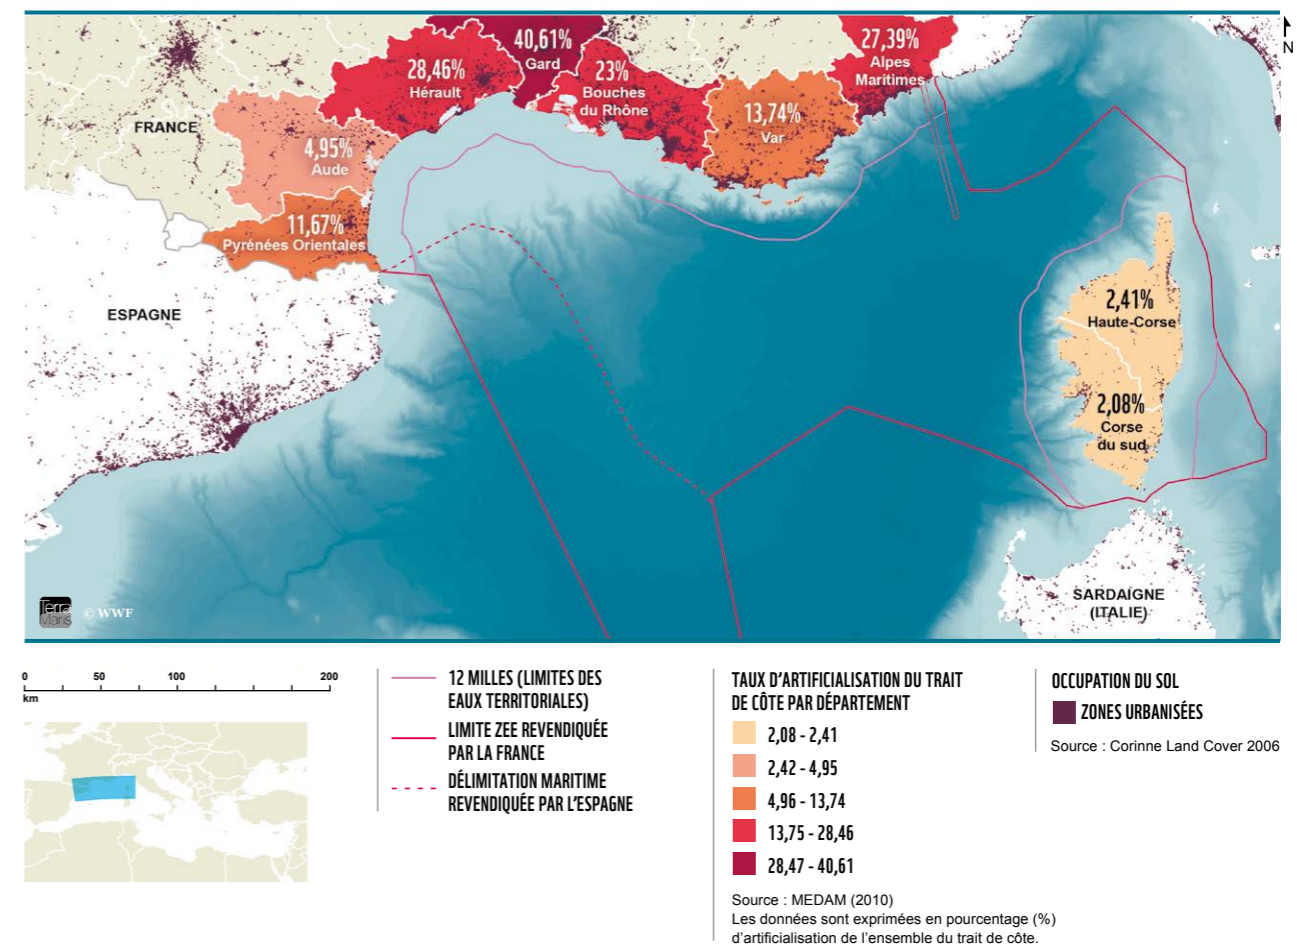 N
40,61%
Gard
27,39%
Alpes
Maritimes
28,46%
Hérault
23%
Bouches
du Rhône
13,74%
Var
FRANCE
4,95%
Aude
11,67%
Pyrénées Orientales
ESPAGNE
2,41%
Haute-Corse
2,08%
Corse
du sud
SARDAÍGNE
(ITALIE)
Terra
Maris
© WWF
0 50 100 200
km
12 MILLES (LIMITES DES
EAUX TERRITORIALES)
LIMITE ZEE REVENDIQUÉE
PAR LA FRANCE
DÉLIMITATION MARITIME
REVENDIQUÉE PAR L'ESPAGNE
TAUX D'ARTIFICIALISATION DU TRAIT
DE CÔTE PAR DÉPARTEMENT
2,08 - 2,41
2,42 - 4,95
4,96 - 13,74
13,75 - 28,46
28,47 - 40,61
Source : MEDAM (2010)
Les données sont exprimées en pourcentage (%)
d'artificialisation de l'ensemble du trait de côte.
OCCUPATION DU SOL
ZONES URBANISÉES
Source : Corinne Land Cover 2006